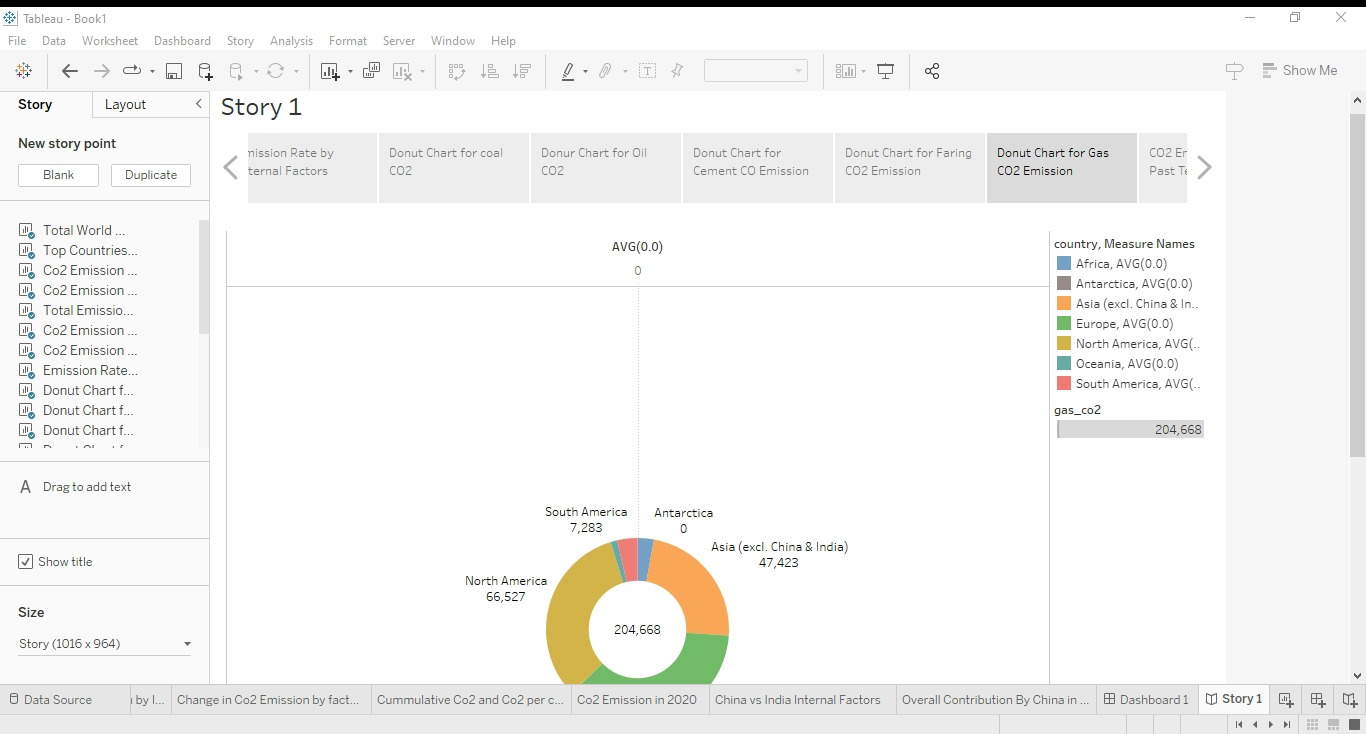 Tableau - Book1
File Data Worksheet Dashboard Story Analysis Format Server Window Help
Show Me
Story Layout
New story point
Blank Duplicate
Total World ...
Top Countries...
Co2 Emission ...
Co2 Emission ...
Total Emissio...
Co2 Emission ...
Co2 Emission ...
Emission Rate...
Donut Chart f...
Donut Chart f...
Donut Chart f...
A Drag to add text
Show title
Size
Story (1016 x 964)
Story 1
nission Rate by
ternal Factors
Donut Chart for coal
CO2
Donur Chart for Oil
CO2
Donut Chart for
Cement CO Emission
Donut Chart for Faring
CO2 Emission
Donut Chart for Gas
CO2 Emission
CO2 Er
Past Te
AVG(0.0)
0
South America
7,283
Antarctica
0
Asia (excl. China & India)
47,423
North America
66,527
204,668
country, Measure Names
Africa, AVG(0.0)
Antarctica, AVG(0.0)
Asia (excl. China & In..
Europe, AVG(0.0)
North America, AVG(..
Oceania, AVG(0.0)
South America, AVG(..
gas_co2
204,668
Data Source
by I... Change in Co2 Emission by fact... Cummulative Co2 and Co2 per c... Co2 Emission in 2020 China vs India Internal Factors Overall Contribution By China in ... Dashboard 1 Story 1